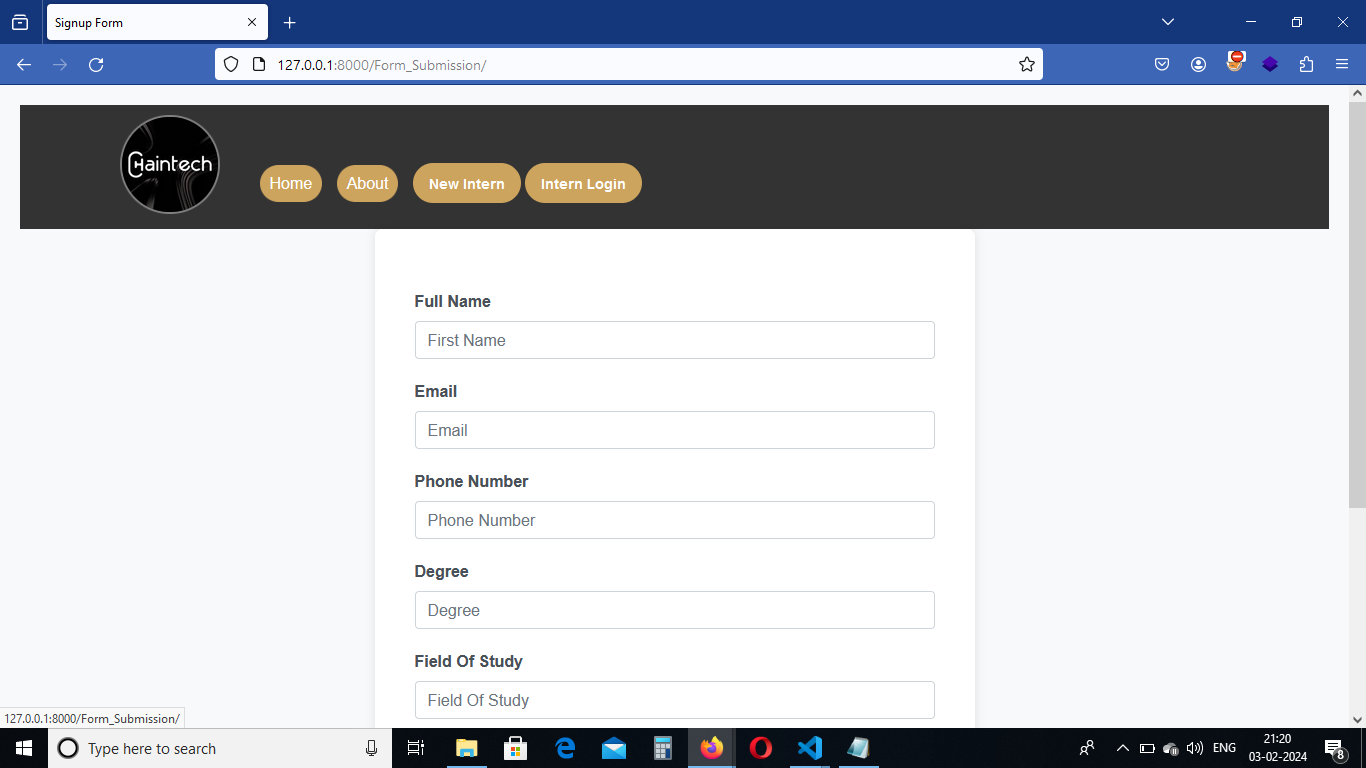 Signup Form
127.0.0.1:8000/Form_Submission/
Chaintech
Home About New Intern Intern Login
Full Name
First Name
Email
Email
Phone Number
Phone Number
Degree
Degree
Field Of Study
Field Of Study
127.0.0.1:8000/Form_Submission/
Type here to search
ENG
21:20
03-02-2024
8